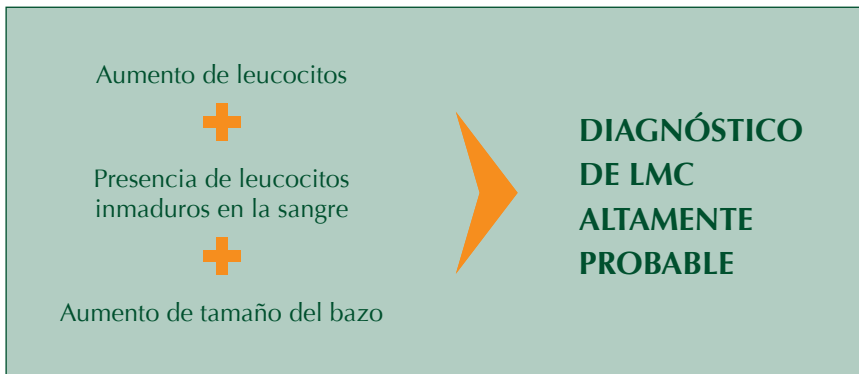 Aumento de leucocitos
Presencia de leucocitos
inmaduros en la sangre
Aumento de tamaño del bazo
DIAGNÓSTICO
DE LMC
ALTAMENTE
PROBABLE